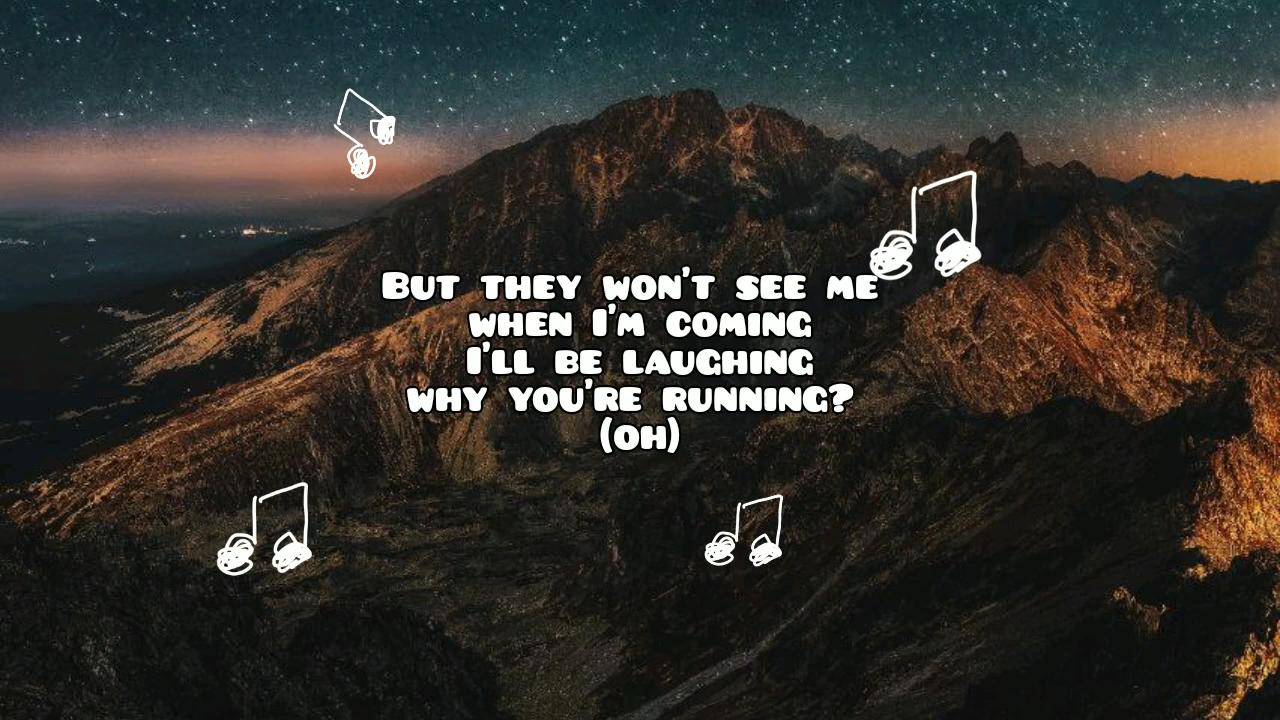 But they won't see me
when I'm coming
I'll be laughing
why you're running?
(oh)